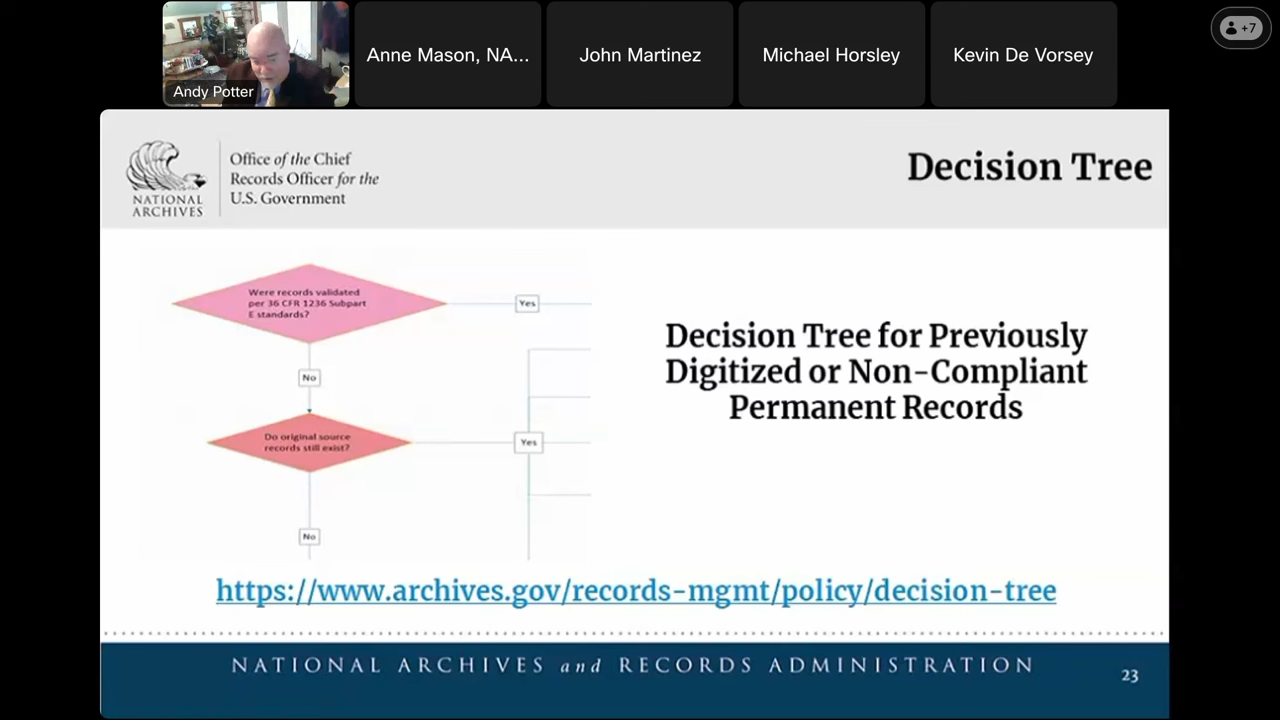 Andy Potter
Anne Mason, NA...
John Martinez
Michael Horsley
Kevin De Vorsey
+7
NATIONAL
ARCHIVES
Office of the Chief
Records Officer for the
U.S. Government
Decision Tree
Were records validated
per 36 CFR 1236 Subpart
E standards?
Yes
No
Do original source
records still exist?
Yes
No
Decision Tree for Previously
Digitized or Non-Compliant
Permanent Records
https://www.archives.gov/records-mgmt/policy/decision-tree
NATIONAL ARCHIVES and RECORDS ADMINISTRATION
23